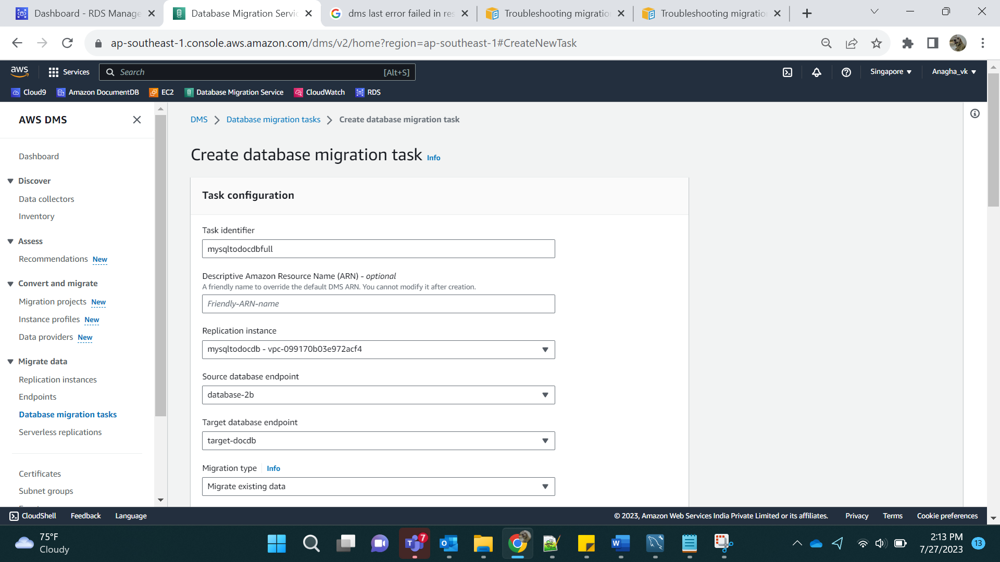 Dashboard - RDS Manage
Database Migration Servic
dms last error failed in res
Troubleshooting migratio
Troubleshooting migratio
ap-southeast-1.console.aws.amazon.com/dms/v2/home?region=ap-southeast-1#CreateNewTask
aws
Services
Search
[Alt+S]
Singapore
Anagha_vk
Cloud9
Amazon DocumentDB
EC2
Database Migration Service
CloudWatch
RDS
AWS DMS
Dashboard
Discover
Data collectors
Inventory
Assess
Recommendations New
Convert and migrate
Migration projects New
Instance profiles New
Data providers New
Migrate data
Replication instances
Endpoints
Database migration tasks
Serverless replications
Certificates
Subnet groups
DMS > Database migration tasks > Create database migration task
Create database migration task Info
Task configuration
Task identifier
mysqltodocdbfull
Descriptive Amazon Resource Name (ARN) - optional
A friendly name to override the default DMS ARN. You cannot modify it after creation.
Friendly-ARN-name
Replication instance
mysqltodocdb - vpc-099170b03e972acf4
Source database endpoint
database-2b
Target database endpoint
target-docdb
Migration type Info
Migrate existing data
CloudShell
Feedback
Language
© 2023, Amazon Web Services India Private Limited or its affiliates.
Privacy
Terms
Cookie preferences
75°F
Cloudy
7
2:13 PM
7/27/2023
13